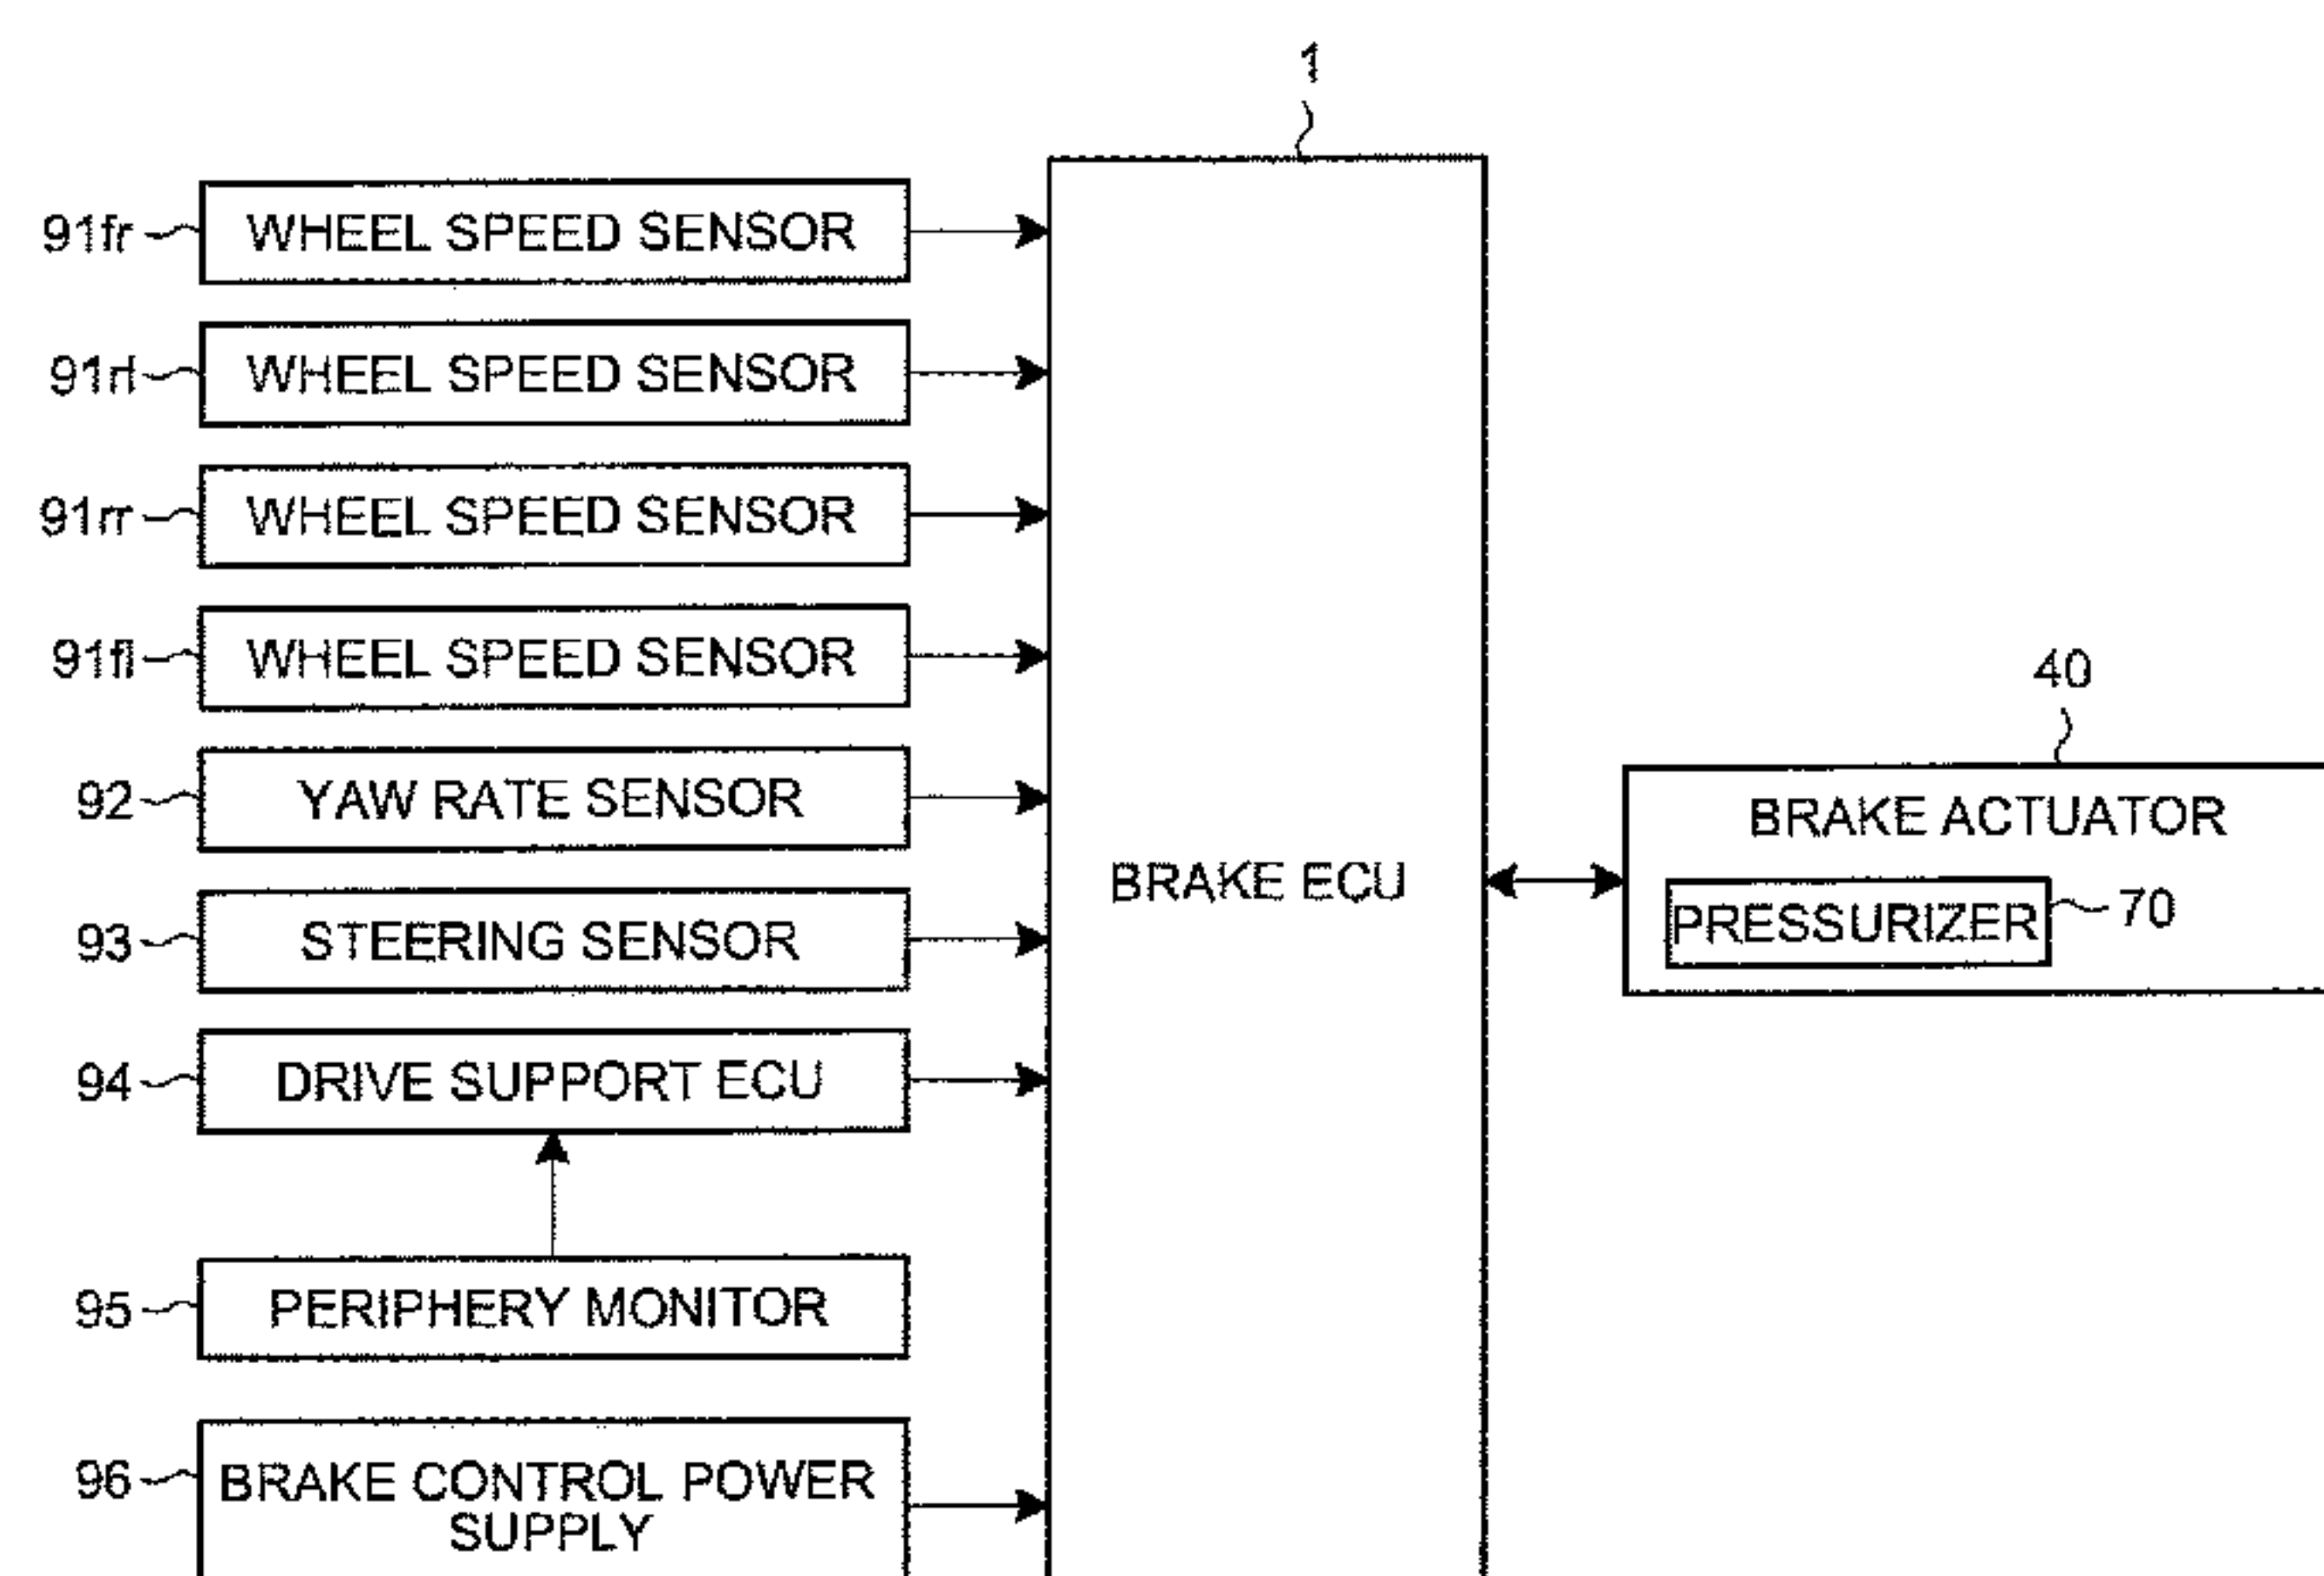 1
91fr WHEEL SPEED SENSOR
91rl WHEEL SPEED SENSOR
91rr WHEEL SPEED SENSOR
91fl WHEEL SPEED SENSOR
40
92 YAW RATE SENSOR
BRAKE ACTUATOR
BRAKE ECU
PRESSURIZER 70
93 STEERING SENSOR
94 DRIVE SUPPORT ECU
95 PERIPHERY MONITOR
96 BRAKE CONTROL POWER
SUPPLY